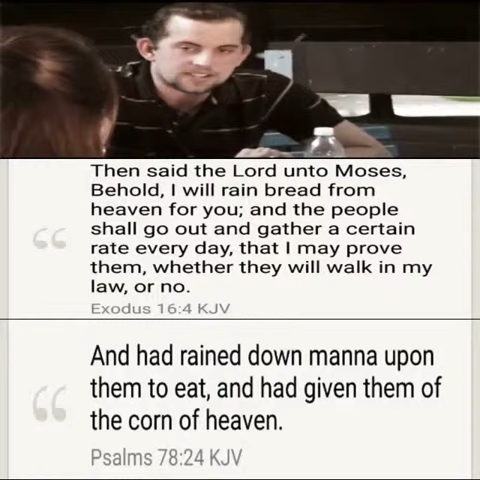 Then said the Lord unto Moses,
Behold, I will rain bread from
heaven for you; and the people
shall go out and gather a certain
rate every day, that I may prove
them, whether they will walk in my
law, or no.
Exodus 16:4 KJV
And had rained down manna upon
them to eat, and had given them of
the corn of heaven.
Psalms 78:24 KJV